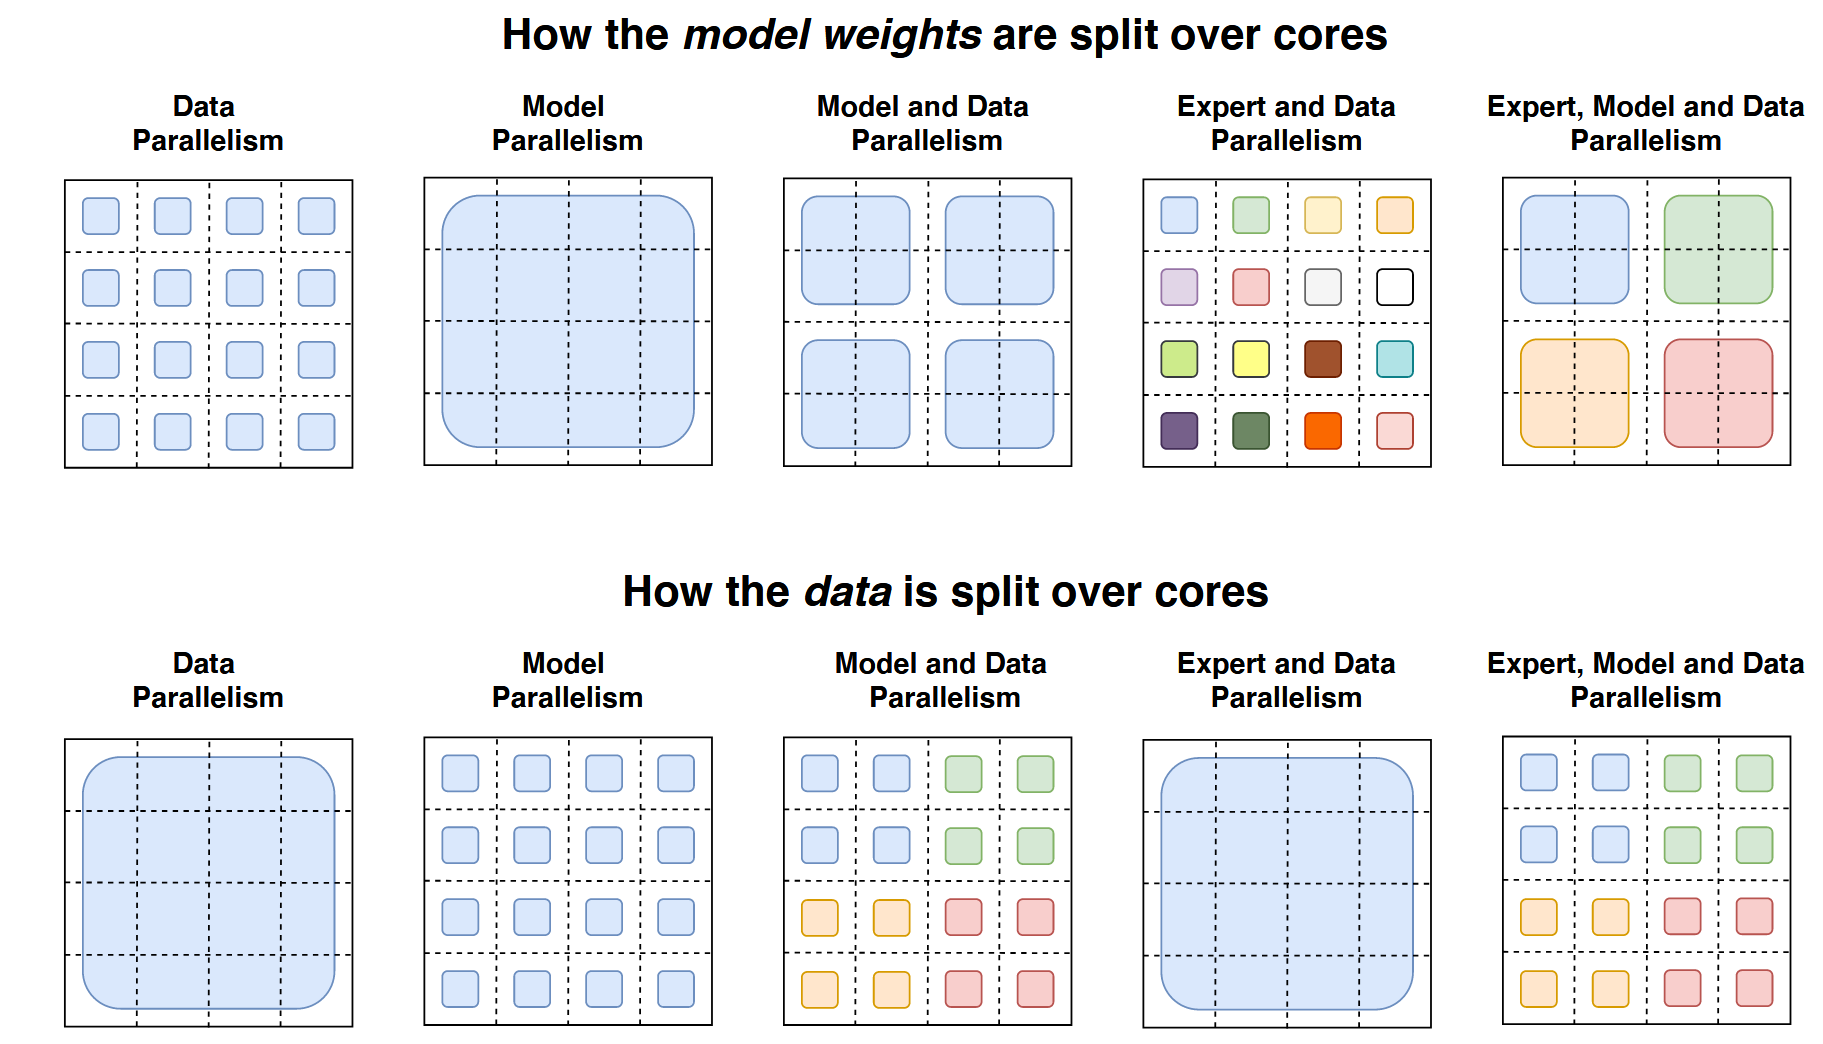 How the model weights are split over cores
Data
Parallelism
Model
Parallelism
Model and Data
Parallelism
Expert and Data
Parallelism
Expert, Model and Data
Parallelism
How the data is split over cores
Data
Parallelism
Model
Parallelism
Model and Data
Parallelism
Expert and Data
Parallelism
Expert, Model and Data
Parallelism